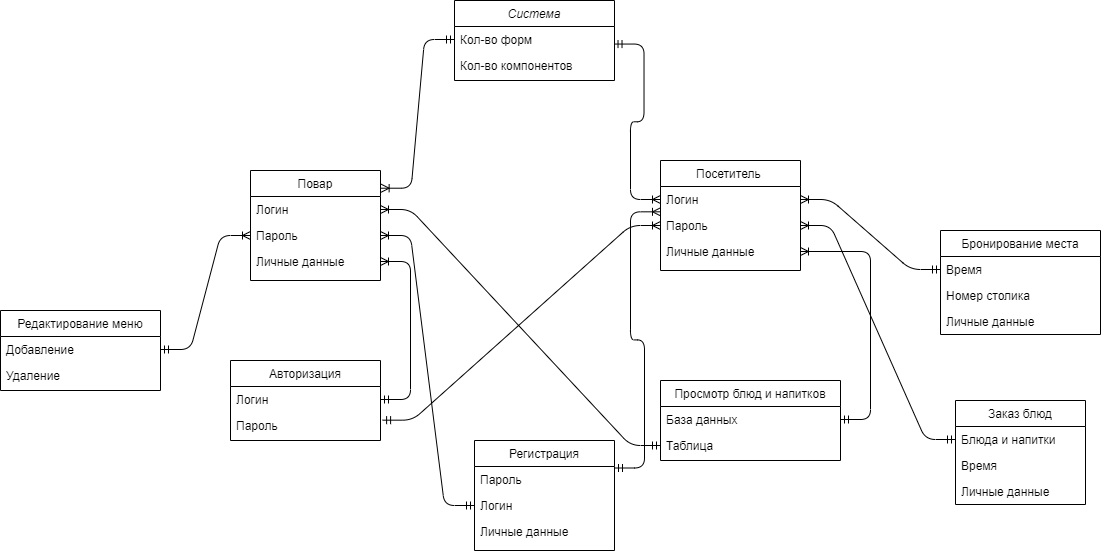 Система
Кол-во форм
Кол-во компонентов
Повар
Логин
Пароль
Личные данные
Посетитель
Логин
Пароль
Личные данные
Бронирование места
Время
Номер столика
Личные данные
Редактирование меню
Добавление
Удаление
Авторизация
Логин
Пароль
Просмотр блюд и напитков
База данных
Таблица
Заказ блюд
Блюда и напитки
Время
Личные данные
Регистрация
Пароль
Логин
Личные данные